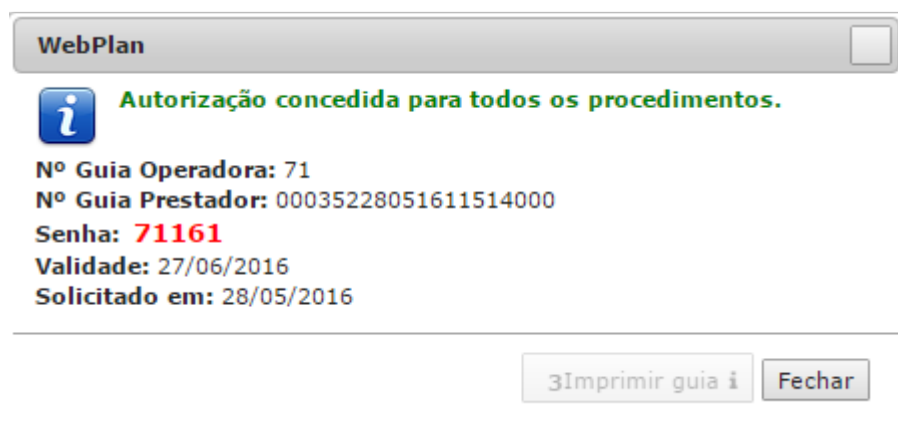 WebPlan
Autorização concedida para todos os procedimentos.
Nº Guia Operadora: 71
Nº Guia Prestador: 00035228051611514000
Senha: 71161
Validade: 27/06/2016
Solicitado em: 28/05/2016
3Imprimir guia i Fechar